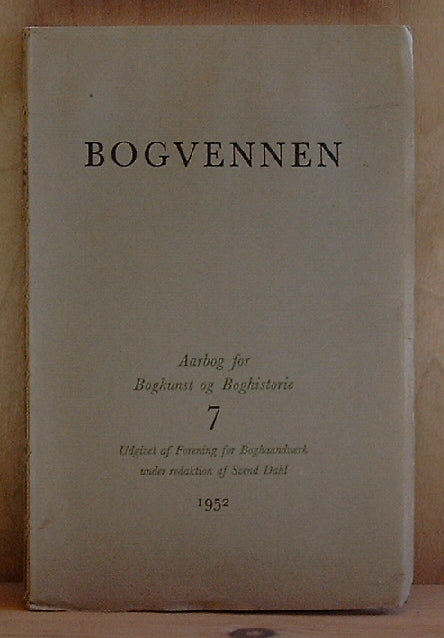 BOGVENNEN
Aarbog for
Bogkunst og Boghistorie
7
Udgivet af Forening for Boghaandværk
under redaktion af Svend Dahl
1952